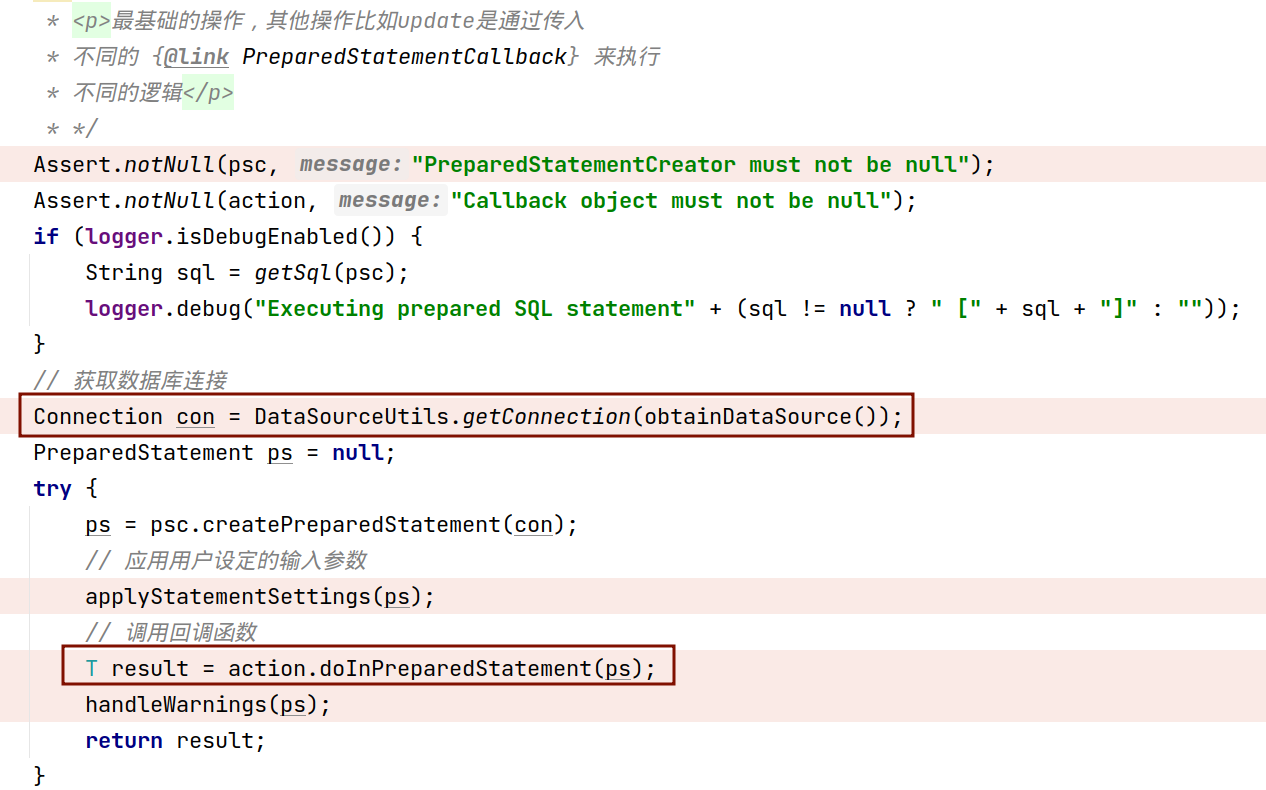 * <p>最基础的操作，其他操作比如update是通过传入
* 不同的 {@link PreparedStatementCallback} 来执行
* 不同的逻辑</p>
* */
Assert.notNull(psc, message: "PreparedStatementCreator must not be null");
Assert.notNull(action, message: "Callback object must not be null");
if (logger.isDebugEnabled()) {
String sql = getSql(psc);
logger.debug("Executing prepared SQL statement" + (sql != null ? " [" + sql + "]" : ""));
}
// 获取数据库连接
Connection con = DataSourceUtils.getConnection(obtainDataSource());
PreparedStatement ps = null;
try {
ps = psc.createPreparedStatement(con);
// 应用用户设定的输入参数
applyStatementSettings(ps);
// 调用回调函数
T result = action.doInPreparedStatement(ps);
handleWarnings(ps);
return result;
}